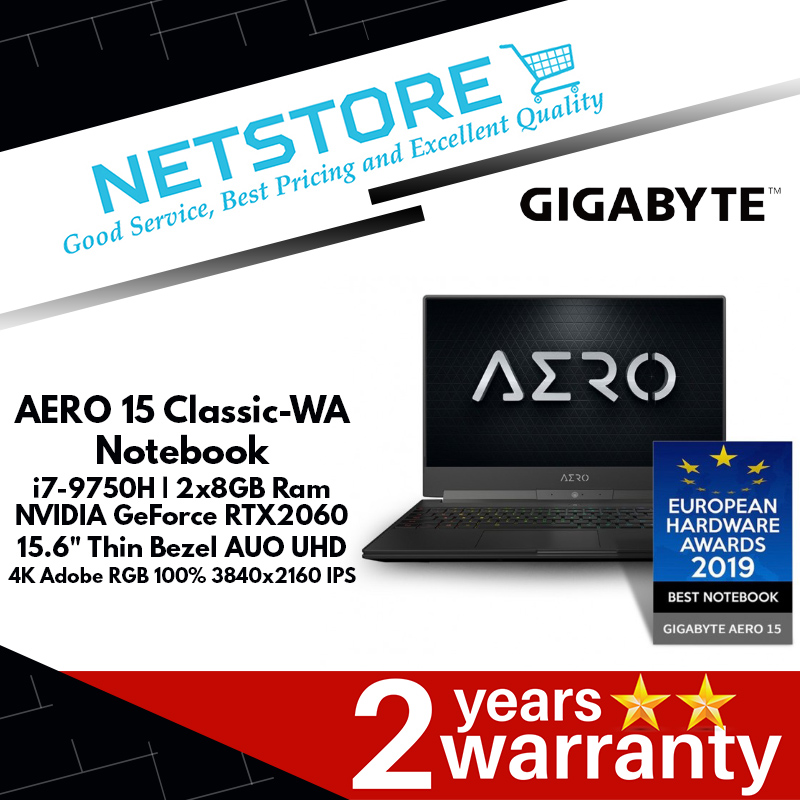 NETSTORE
Good Service, Best Pricing and Excellent Quality
GIGABYTE™
AERO 15 Classic-WA
Notebook
i7-9750H | 2x8GB Ram
NVIDIA GeForce RTX2060
15.6" Thin Bezel AUO UHD
4K Adobe RGB 100% 3840x2160 IPS
AERO
AERO
EUROPEAN
HARDWARE
AWARDS
2019
BEST NOTEBOOK
GIGABYTE AERO 15
2 years
warranty